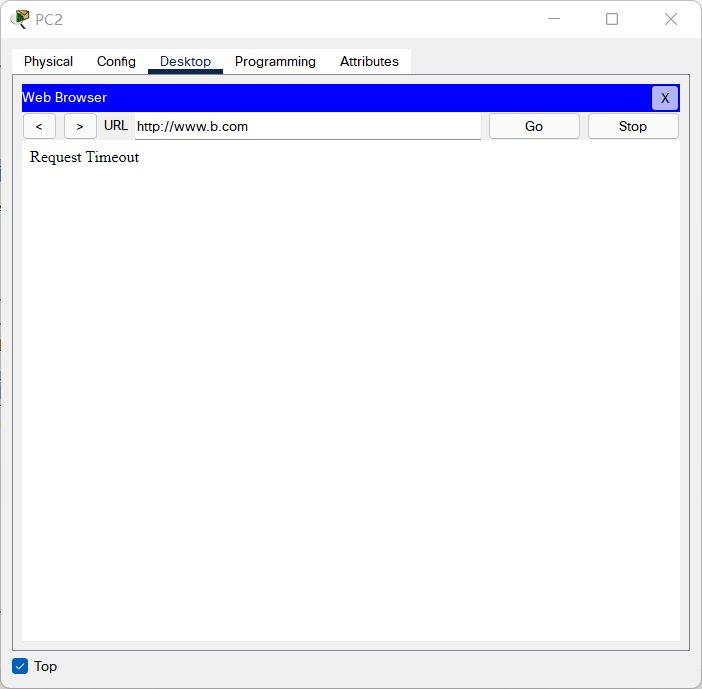 PC2
Physical Config Desktop Programming Attributes
Web Browser X
< > URL http://www.b.com Go Stop
Request Timeout
Top